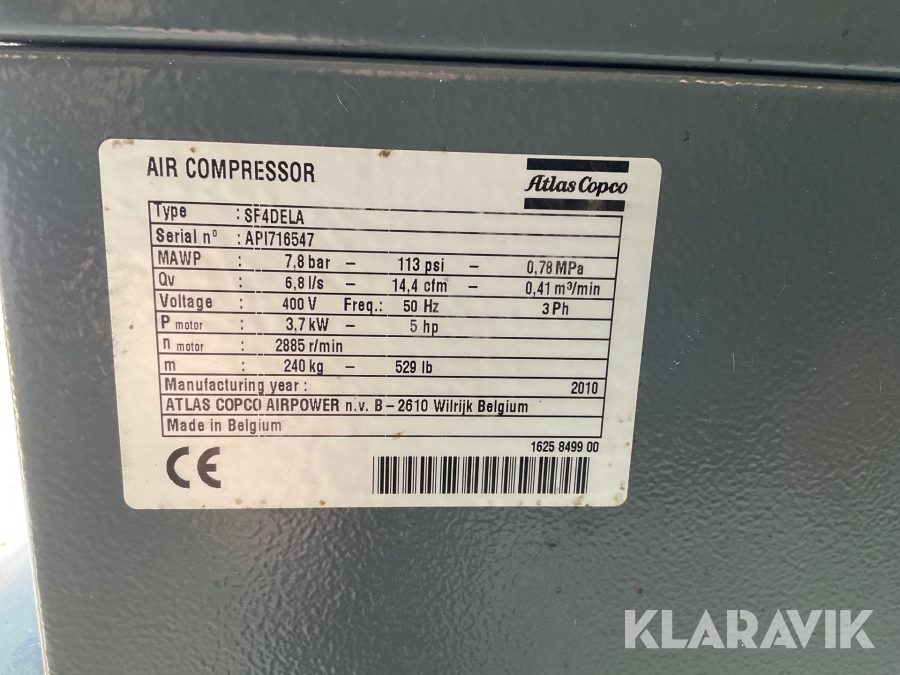 AIR COMPRESSOR
Atlas Copco
Type : SF4DELA
Serial nº : API716547
MAWP : 7,8 bar – 113 psi – 0,78 MPa
Qv : 6,8 l/s – 14,4 cfm – 0,41 m³/min
Voltage : 400 V Freq.: 50 Hz 3 Ph
P motor : 3,7 kW – 5 hp
n motor : 2885 r/min
m : 240 kg – 529 lb
Manufacturing year : 2010
ATLAS COPCO AIRPOWER n.v. B – 2610 Wilrijk Belgium
Made in Belgium
1625 8499 00
CE
KLARAVIK